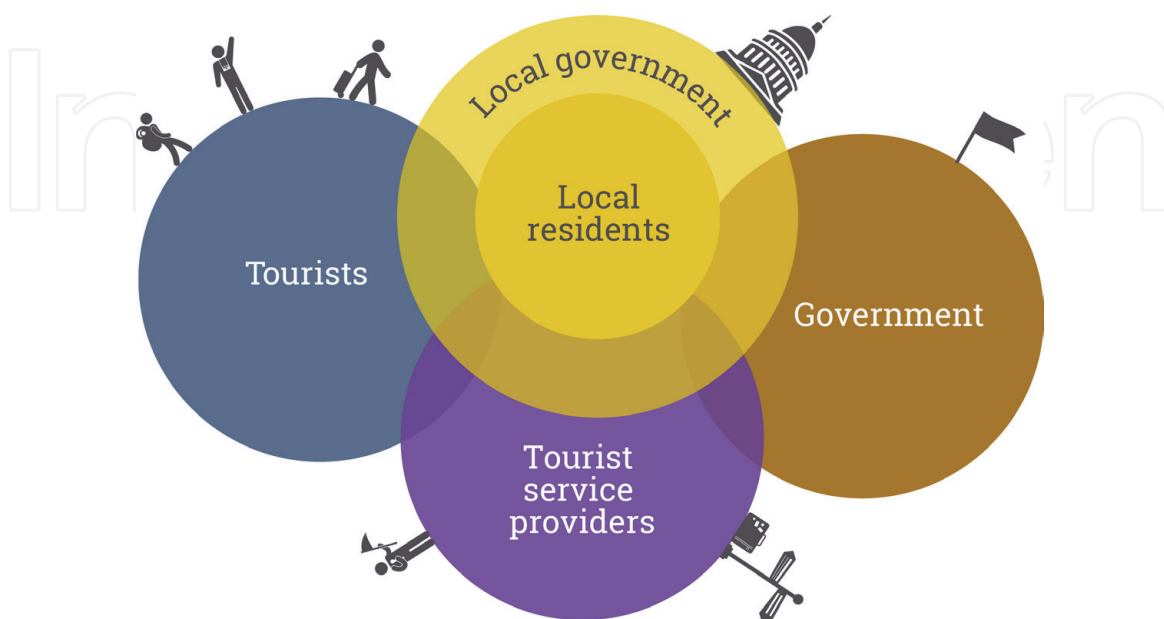 Local government
Local
residents
Tourists
Government
Tourist
service
providers